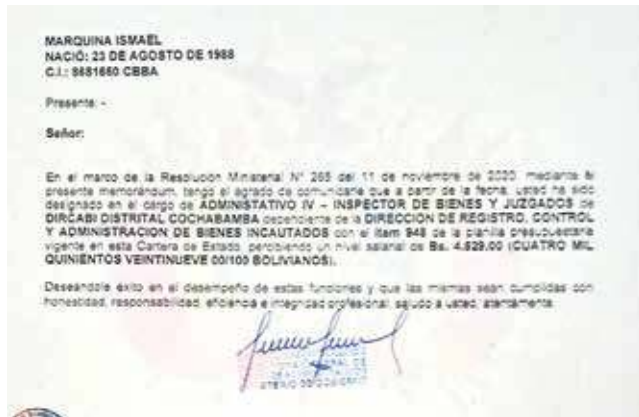 MARQUINA ISMAEL
NACIÓ: 23 DE AGOSTO DE 1988
C.I.: 8681660 CBBA
Presente.-
Señor:
En el marco de la Resolución Ministerial N° 265 del 11 de noviembre de 2020, mediante el
presente memorándum, tengo el agrado de comunicarle que a partir de la fecha, usted ha sido
designado en el cargo de ADMINISTATIVO IV – INSPECTOR DE BIENES Y JUZGADOS de
DIRCABI DISTRITAL COCHABAMBA dependiente de la DIRECCION DE REGISTRO, CONTROL
Y ADMINISTRACION DE BIENES INCAUTADOS con el ítem 948 de la planilla presupuestaria
vigente en esta Cartera de Estado, percibiendo un nivel salarial de Bs. 4.529,00 (CUATRO MIL
QUINIENTOS VEINTINUEVE 00/100 BOLIVIANOS).
Deseándole éxito en el desempeño de estas funciones y que las mismas sean cumplidas con
honestidad, responsabilidad, eficiencia e integridad profesional, saludo a usted, atentamente.